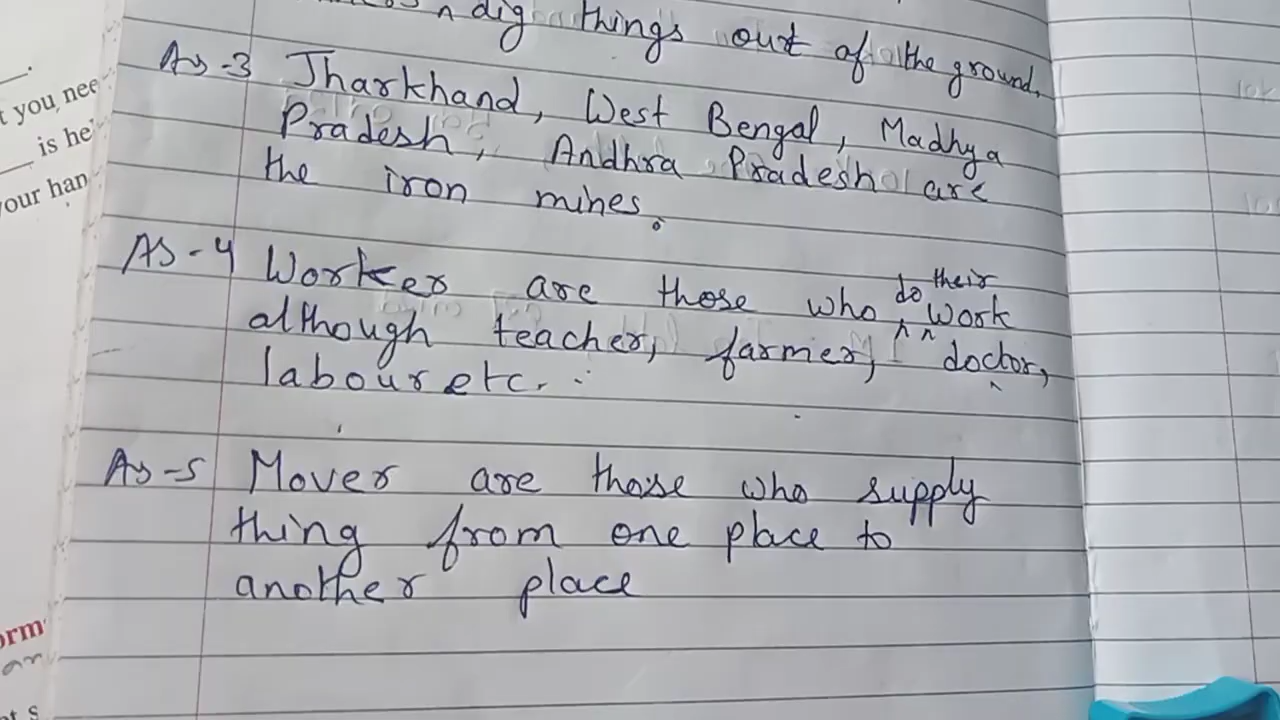 dig things out of the ground.
As-3 Jharkhand, West Bengal, Madhya
Pradesh, Andhra Pradesh are
the iron mines.
As-4 Worker are those who do their work
although teacher, farmer, doctor,
labour etc.
As-5 Mover are those who supply
thing from one place to
another place
t you nee
is he
your han
orm